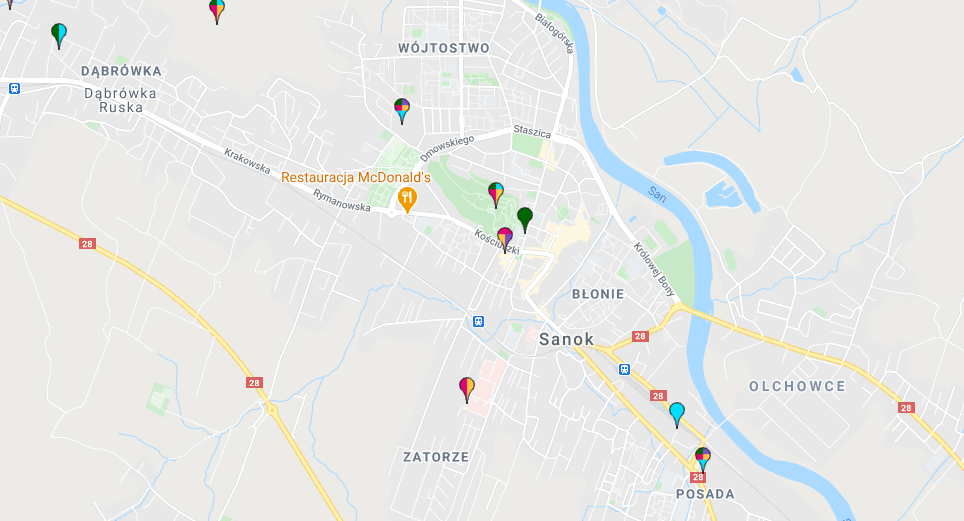 Białogórska
WÓJTOSTWO
DĄBRÓWKA
Dąbrówka
Ruska
Staszica
Dmowskiego
Krakowska
Restauracja McDonald's
Rymanowska
San
Kościuszki
28
Królowej Bony
BŁONIE
Sanok
28
28
OLCHOWCE
28
28
ZATORZE
28
POSADA